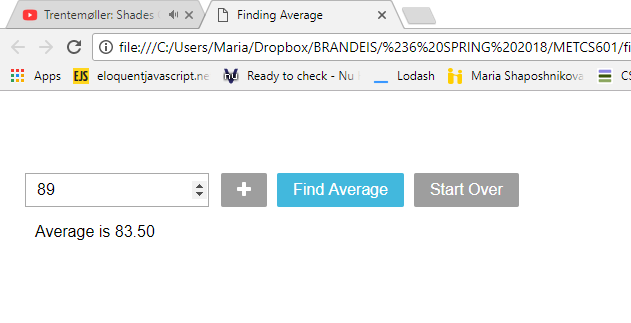 Trentemøller: Shades
Finding Average
file:///C:/Users/Maria/Dropbox/BRANDEIS/%236%20SPRING%202018/METCS601/fi
Apps EJS eloquentjavascript.ne Ready to check - Nu Lodash Maria Shaposhnikova CS
89 + Find Average Start Over
Average is 83.50